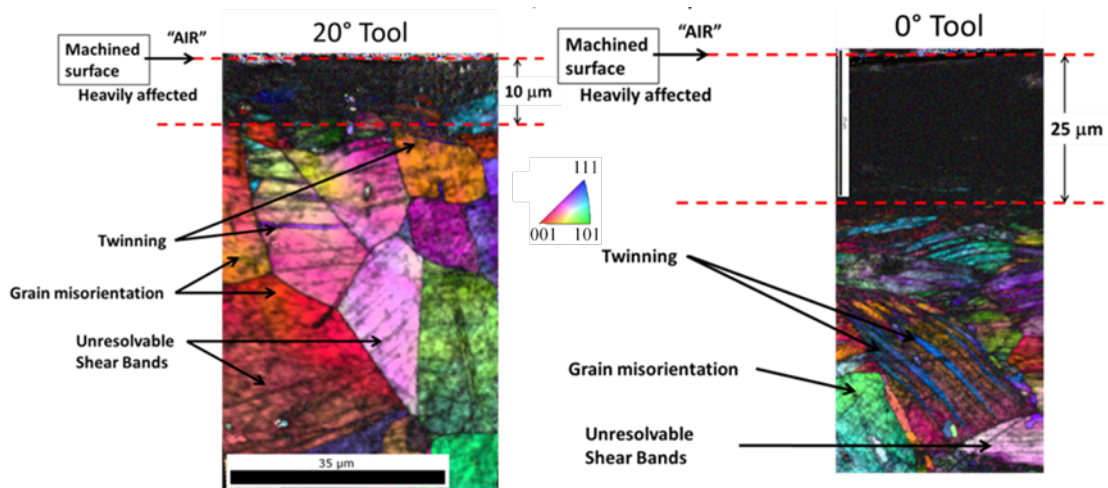 20° Tool
"AIR"
Machined
surface
Heavily affected
10 μm
Twinning
Grain misorientation
Unresolvable
Shear Bands
35 μm
111
001
101
0° Tool
"AIR"
Machined
surface
Heavily affected
25 μm
Twinning
Grain misorientation
Unresolvable
Shear Bands